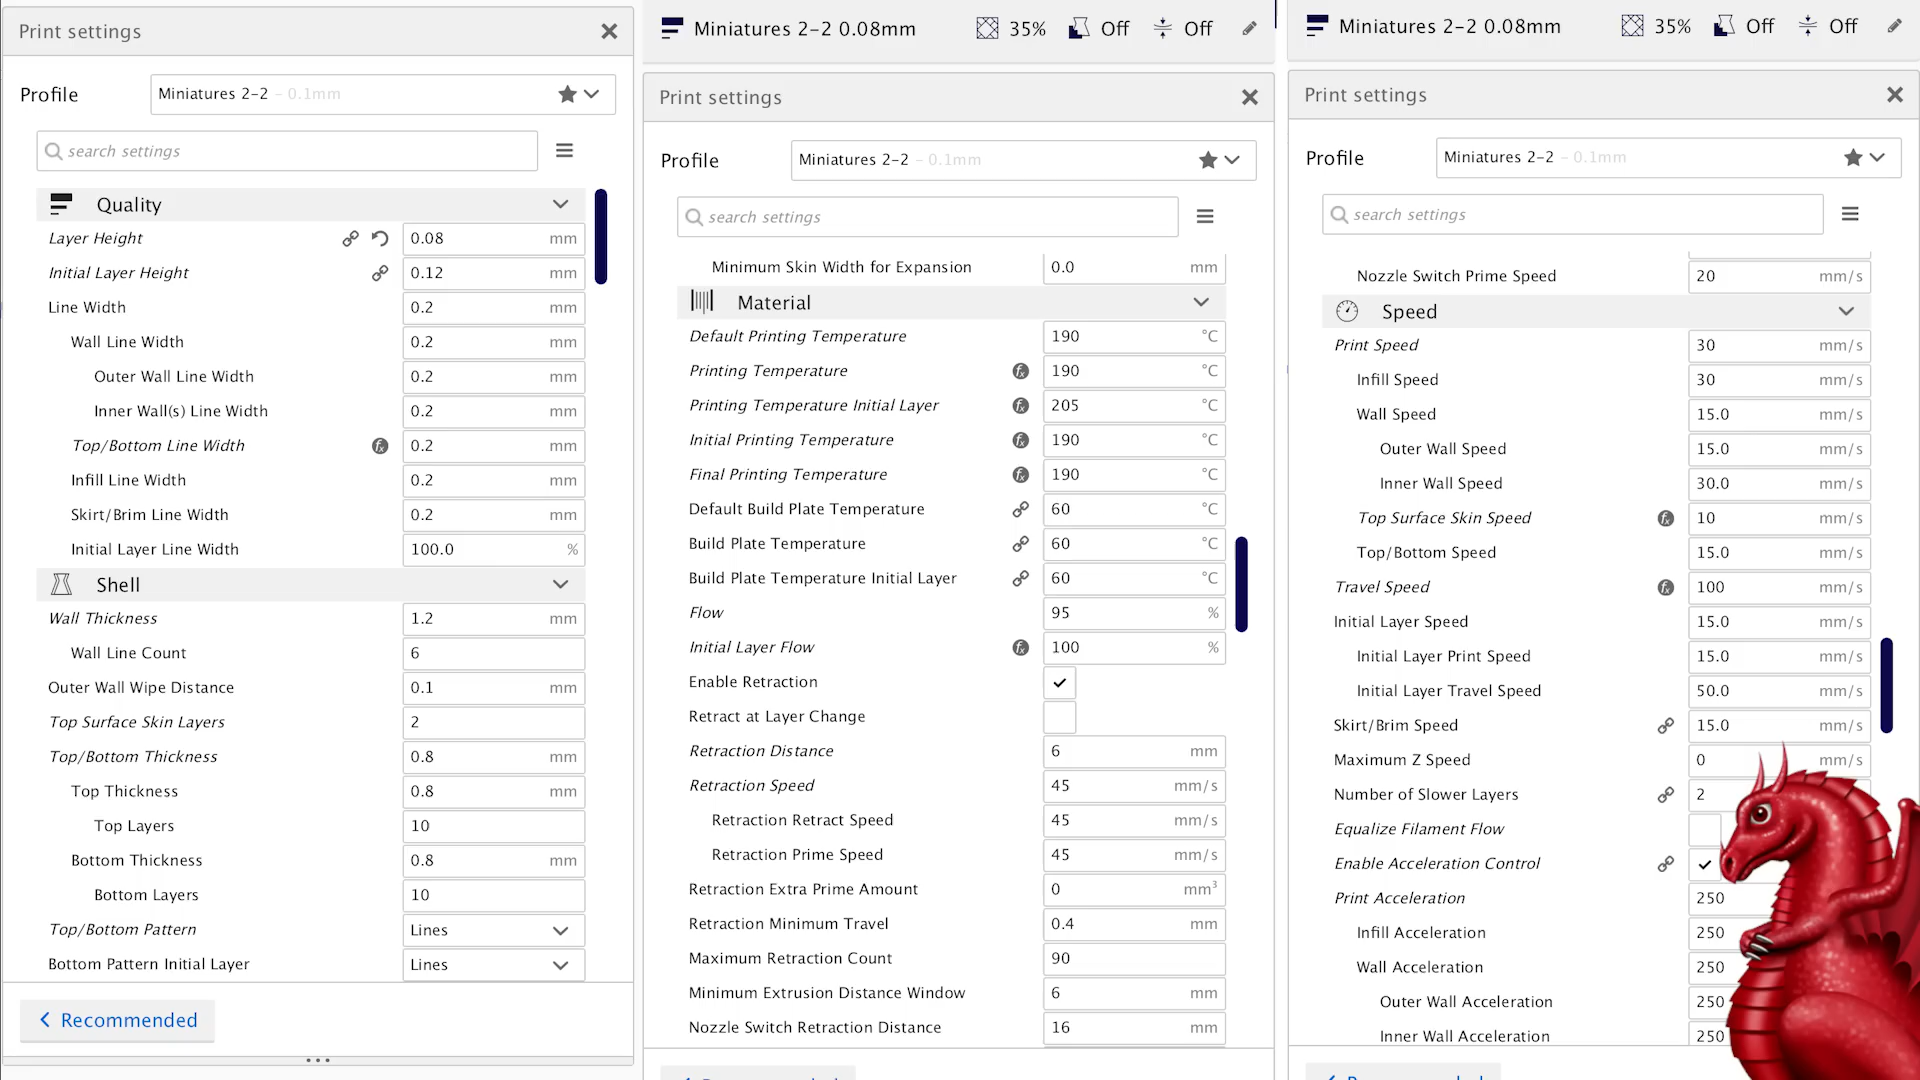 Print settings
Profile
Miniatures 2-2 - 0.1mm
search settings
Quality
Layer Height 0.08 mm
Initial Layer Height 0.12 mm
Line Width 0.2 mm
Wall Line Width 0.2 mm
Outer Wall Line Width 0.2 mm
Inner Wall(s) Line Width 0.2 mm
Top/Bottom Line Width 0.2 mm
Infill Line Width 0.2 mm
Skirt/Brim Line Width 0.2 mm
Initial Layer Line Width 100.0 %
Shell
Wall Thickness 1.2 mm
Wall Line Count 6
Outer Wall Wipe Distance 0.1 mm
Top Surface Skin Layers 2
Top/Bottom Thickness 0.8 mm
Top Thickness 0.8 mm
Top Layers 10
Bottom Thickness 0.8 mm
Bottom Layers 10
Top/Bottom Pattern Lines
Bottom Pattern Initial Layer Lines
Recommended
Miniatures 2-2 0.08mm 35% Off Off
Print settings
Profile
Miniatures 2-2 - 0.1mm
search settings
Minimum Skin Width for Expansion 0.0 mm
Material
Default Printing Temperature 190 °C
Printing Temperature 190 °C
Printing Temperature Initial Layer 205 °C
Initial Printing Temperature 190 °C
Final Printing Temperature 190 °C
Default Build Plate Temperature 60 °C
Build Plate Temperature 60 °C
Build Plate Temperature Initial Layer 60 °C
Flow 95 %
Initial Layer Flow 100 %
Enable Retraction
Retract at Layer Change
Retraction Distance 6 mm
Retraction Speed 45 mm/s
Retraction Retract Speed 45 mm/s
Retraction Prime Speed 45 mm/s
Retraction Extra Prime Amount 0 mm³
Retraction Minimum Travel 0.4 mm
Maximum Retraction Count 90
Minimum Extrusion Distance Window 6 mm
Nozzle Switch Retraction Distance 16 mm
Miniatures 2-2 0.08mm 35% Off Off
Print settings
Profile
Miniatures 2-2 - 0.1mm
search settings
Nozzle Switch Prime Speed 20 mm/s
Speed
Print Speed 30 mm/s
Infill Speed 30 mm/s
Wall Speed 15.0 mm/s
Outer Wall Speed 15.0 mm/s
Inner Wall Speed 30.0 mm/s
Top Surface Skin Speed 10 mm/s
Top/Bottom Speed 15.0 mm/s
Travel Speed 100 mm/s
Initial Layer Speed 15.0 mm/s
Initial Layer Print Speed 15.0 mm/s
Initial Layer Travel Speed 50.0 mm/s
Skirt/Brim Speed 15.0 mm/s
Maximum Z Speed 0 mm/s
Number of Slower Layers 2
Equalize Filament Flow
Enable Acceleration Control
Print Acceleration 250
Infill Acceleration 250
Wall Acceleration 250
Outer Wall Acceleration 250
Inner Wall Acceleration 250